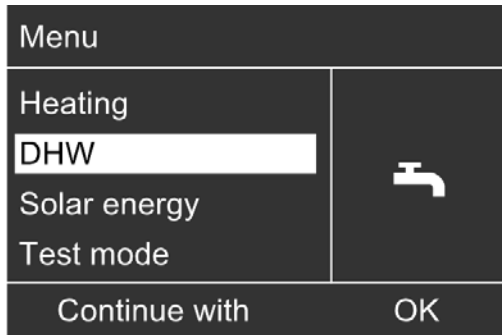 Menu
Heating
DHW
Solar energy
Test mode
Continue with OK